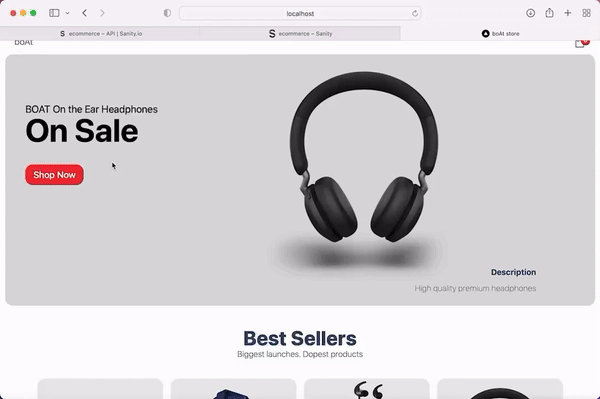 localhost
S ecommerce – API | Sanity.io
S ecommerce – Sanity
boAt store
boAt
BOAT On the Ear Headphones
On Sale
Shop Now
Description
High quality premium headphones
Best Sellers
Biggest launches. Dopest products